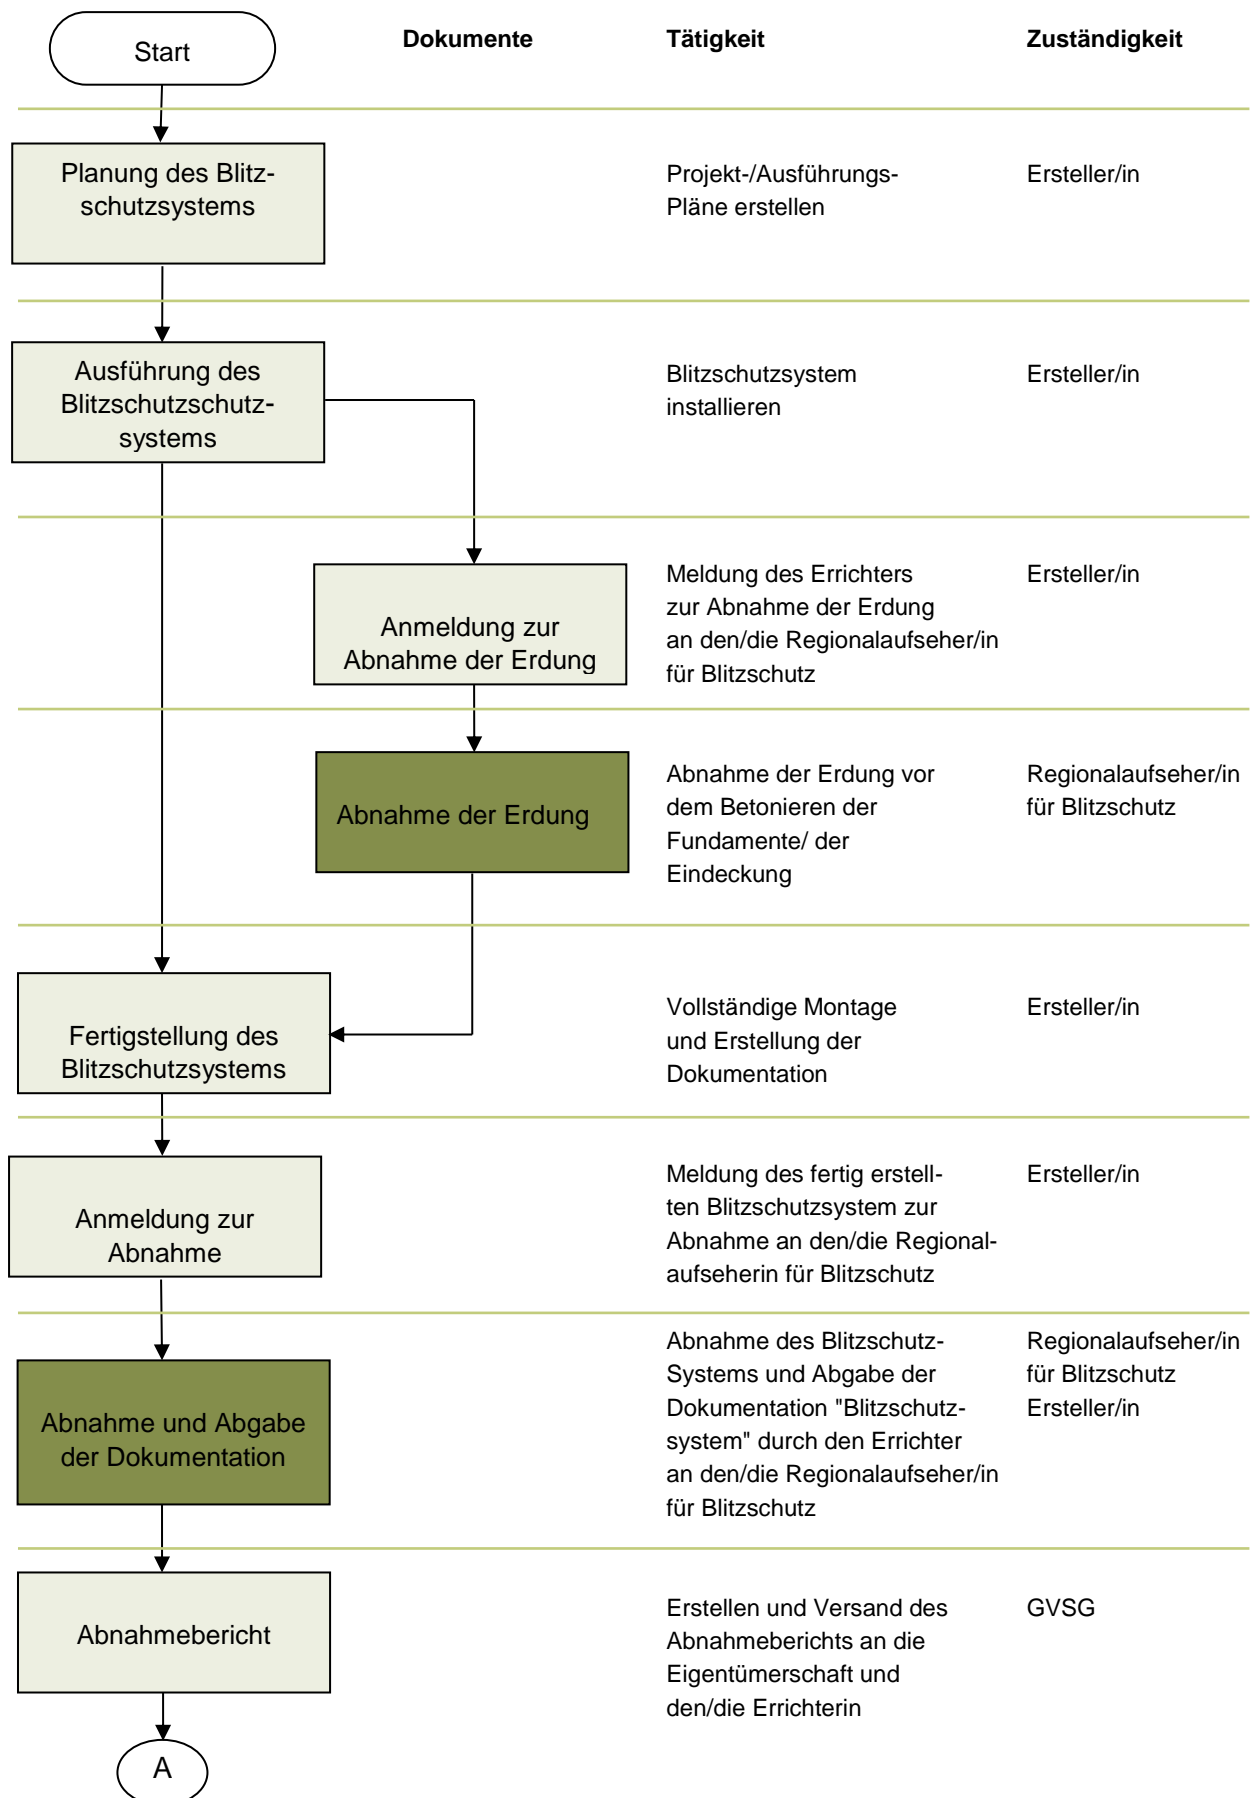 Start
Dokumente
Tätigkeit
Zuständigkeit
Planung des Blitz-
schutzsystems
Projekt-/Ausführungs-
Pläne erstellen
Ersteller/in
Ausführung des
Blitzschutzschutz-
systems
Blitzschutzsystem
installieren
Ersteller/in
Anmeldung zur
Abnahme der Erdung
Meldung des Errichters
zur Abnahme der Erdung
an den/die Regionalaufseher/in
für Blitzschutz
Ersteller/in
Abnahme der Erdung
Abnahme der Erdung vor
dem Betonieren der
Fundamente/ der
Eindeckung
Regionalaufseher/in
für Blitzschutz
Fertigstellung des
Blitzschutzsystems
Vollständige Montage
und Erstellung der
Dokumentation
Ersteller/in
Anmeldung zur
Abnahme
Meldung des fertig erstell-
ten Blitzschutzsystem zur
Abnahme an den/die Regional-
aufseherin für Blitzschutz
Ersteller/in
Abnahme und Abgabe
der Dokumentation
Abnahme des Blitzschutz-
Systems und Abgabe der
Dokumentation "Blitzschutz-
system" durch den Errichter
an den/die Regionalaufseher/in
für Blitzschutz
Regionalaufseher/in
für Blitzschutz
Ersteller/in
Abnahmebericht
Erstellen und Versand des
Abnahmeberichts an die
Eigentümerschaft und
den/die Errichterin
GVSG
A